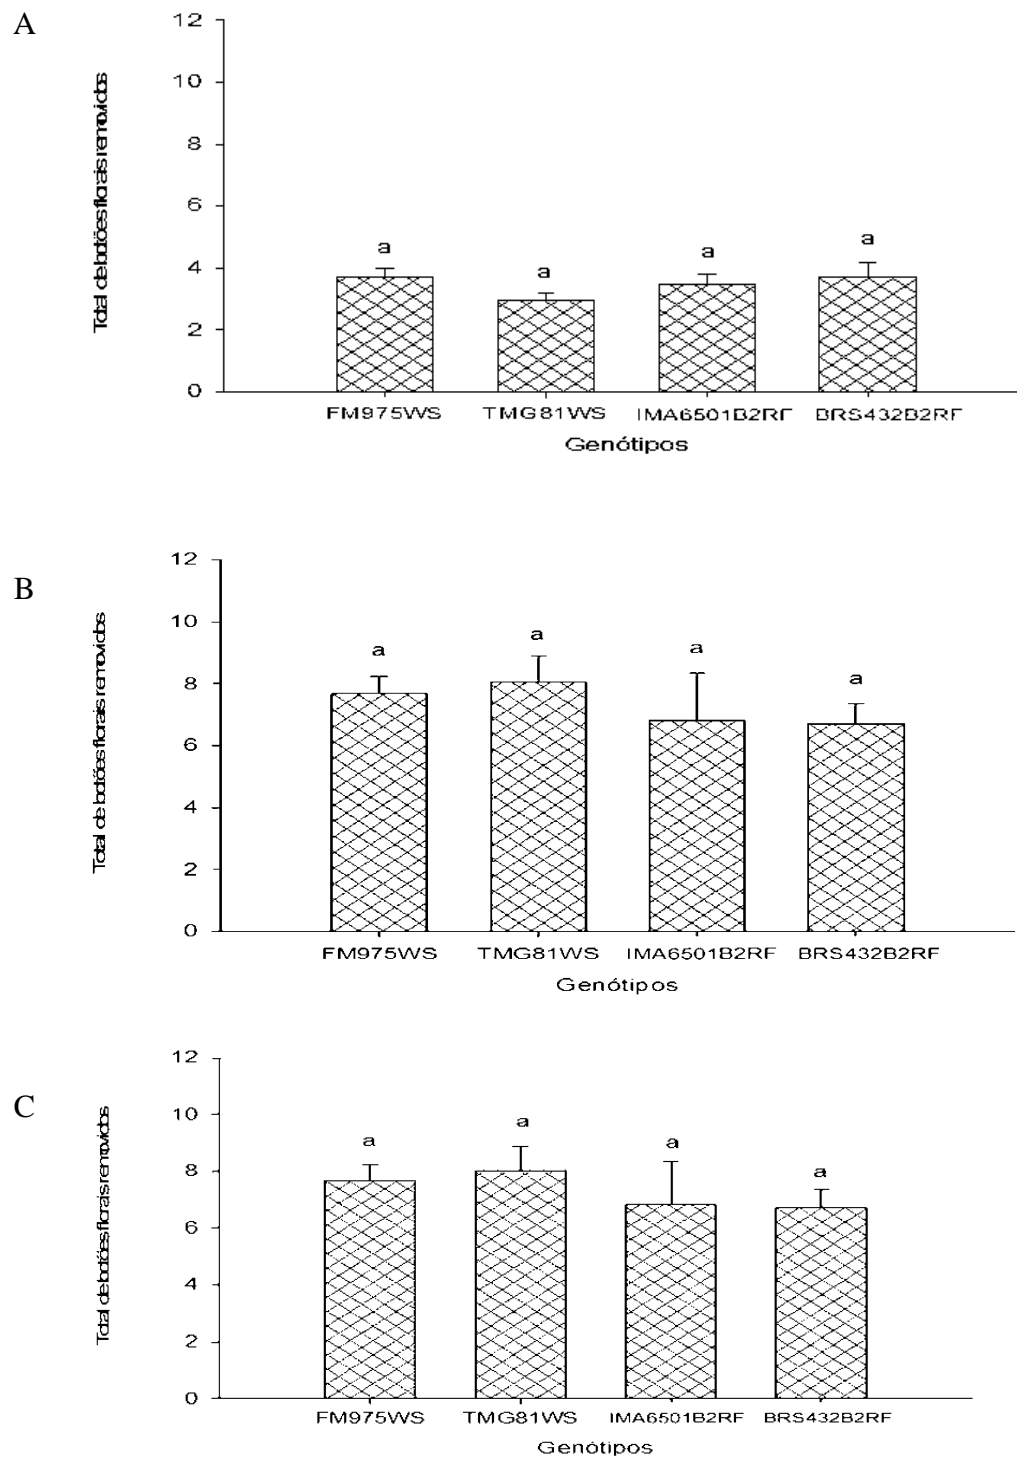 A
12
10
8
6
4
2
0
Total de botões florais removidos
a
a
a
a
FM975WS TMG81WS IMA6501B2RF BRS432B2RF
Genótipos
B
12
10
8
6
4
2
0
Total de botões florais removidos
a
a
a
a
FM975WS TMG81WS IMA6501B2RF BRS432B2RF
Genótipos
C
12
10
8
6
4
2
0
Total de botões florais removidos
a
a
a
a
FM975WS TMG81WS IMA6501B2RF BRS432B2RF
Genótipos